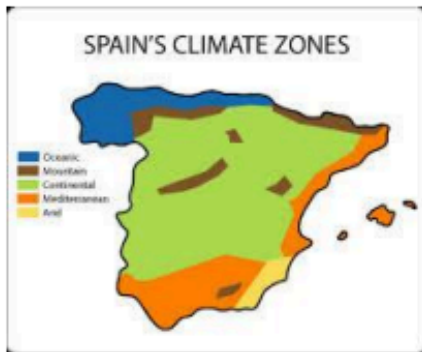 SPAIN'S CLIMATE ZONES
Oceanic
Mountain
Continental
Mediterranean
Arid